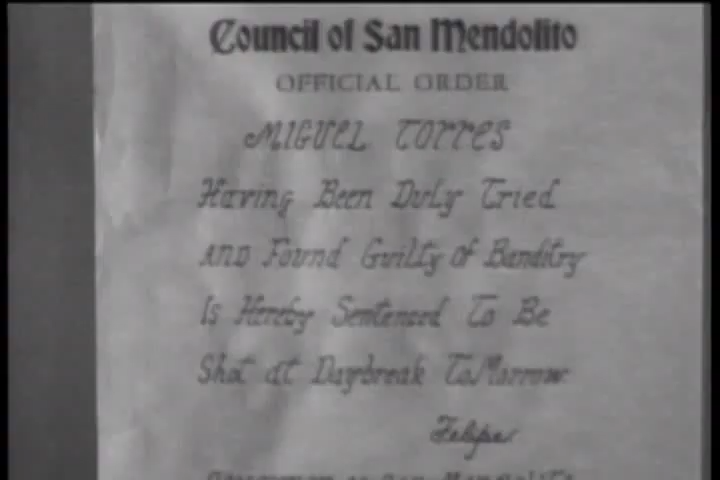 Council of San Mendolito
OFFICIAL ORDER
MIGUEL TORRES
Having Been Duly Tried
AND Found Guilty of Banditry
Is Hereby Sentenced To Be
Shot at Daybreak ToMorrow
Felipe